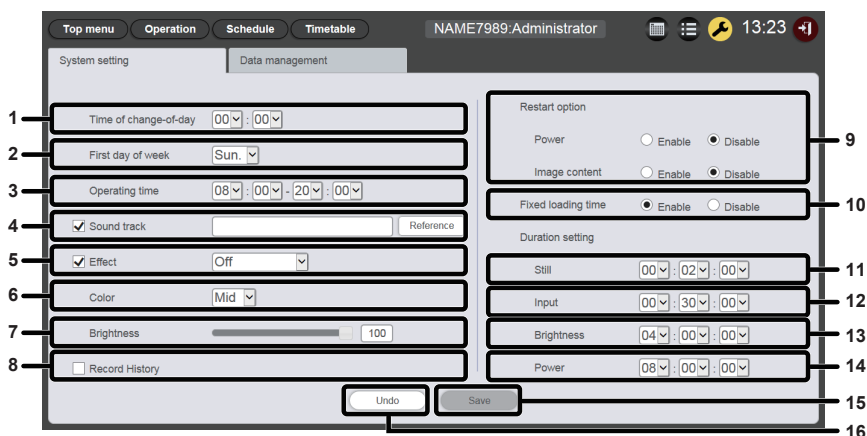 Top menu Operation Schedule Timetable NAME7989:Administrator 13:23
System setting Data management
1 Time of change-of-day 00 : 00
2 First day of week Sun.
3 Operating time 08 : 00 - 20 : 00
4 Sound track Reference
5 Effect Off
6 Color Mid
7 Brightness 100
8 Record History
Restart option
Power Enable Disable 9
Image content Enable Disable
Fixed loading time Enable Disable 10
Duration setting
Still 00 : 02 : 00 11
Input 00 : 30 : 00 12
Brightness 04 : 00 : 00 13
Power 08 : 00 : 00 14
Undo Save 15
16